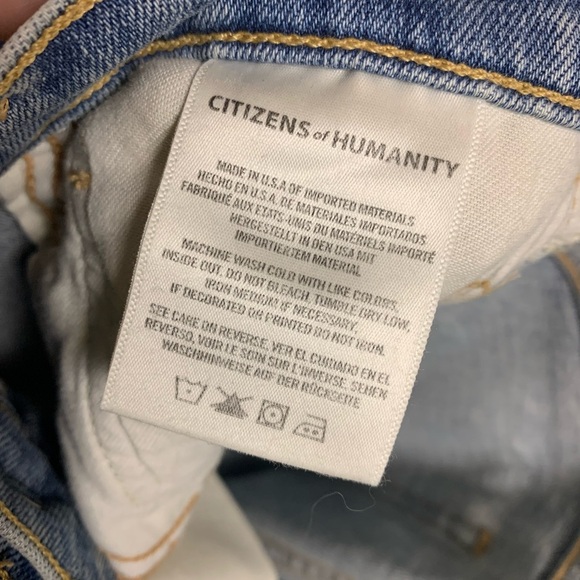 CITIZENS of HUMANITY
MADE IN U.S.A OF IMPORTED MATERIALS
HECHO EN U.S.A. DE MATERIALES IMPORTADOS
FABRIQUE AUX ETATS-UNIS DU MATÉRIELS IMPORTÉ
HERGESTELLT IN DEN USA MIT
IMPORTIERTEM MATERIAL
MACHINE WASH COLD WITH LIKE COLORS,
INSIDE OUT. DO NOT BLEACH, TUMBLE DRY LOW,
IRON MEDIUM IF NECESSARY.
IF DECORATED OR PRINTED DO NOT IRON.
SEE CARE ON REVERSE. VER EL CUIDADO EN EL
REVERSO, VOIR LE SOIN SUR L'INVERSE. SEHEN
WASCHHINWEISE AUF DER RÜCKSEITE